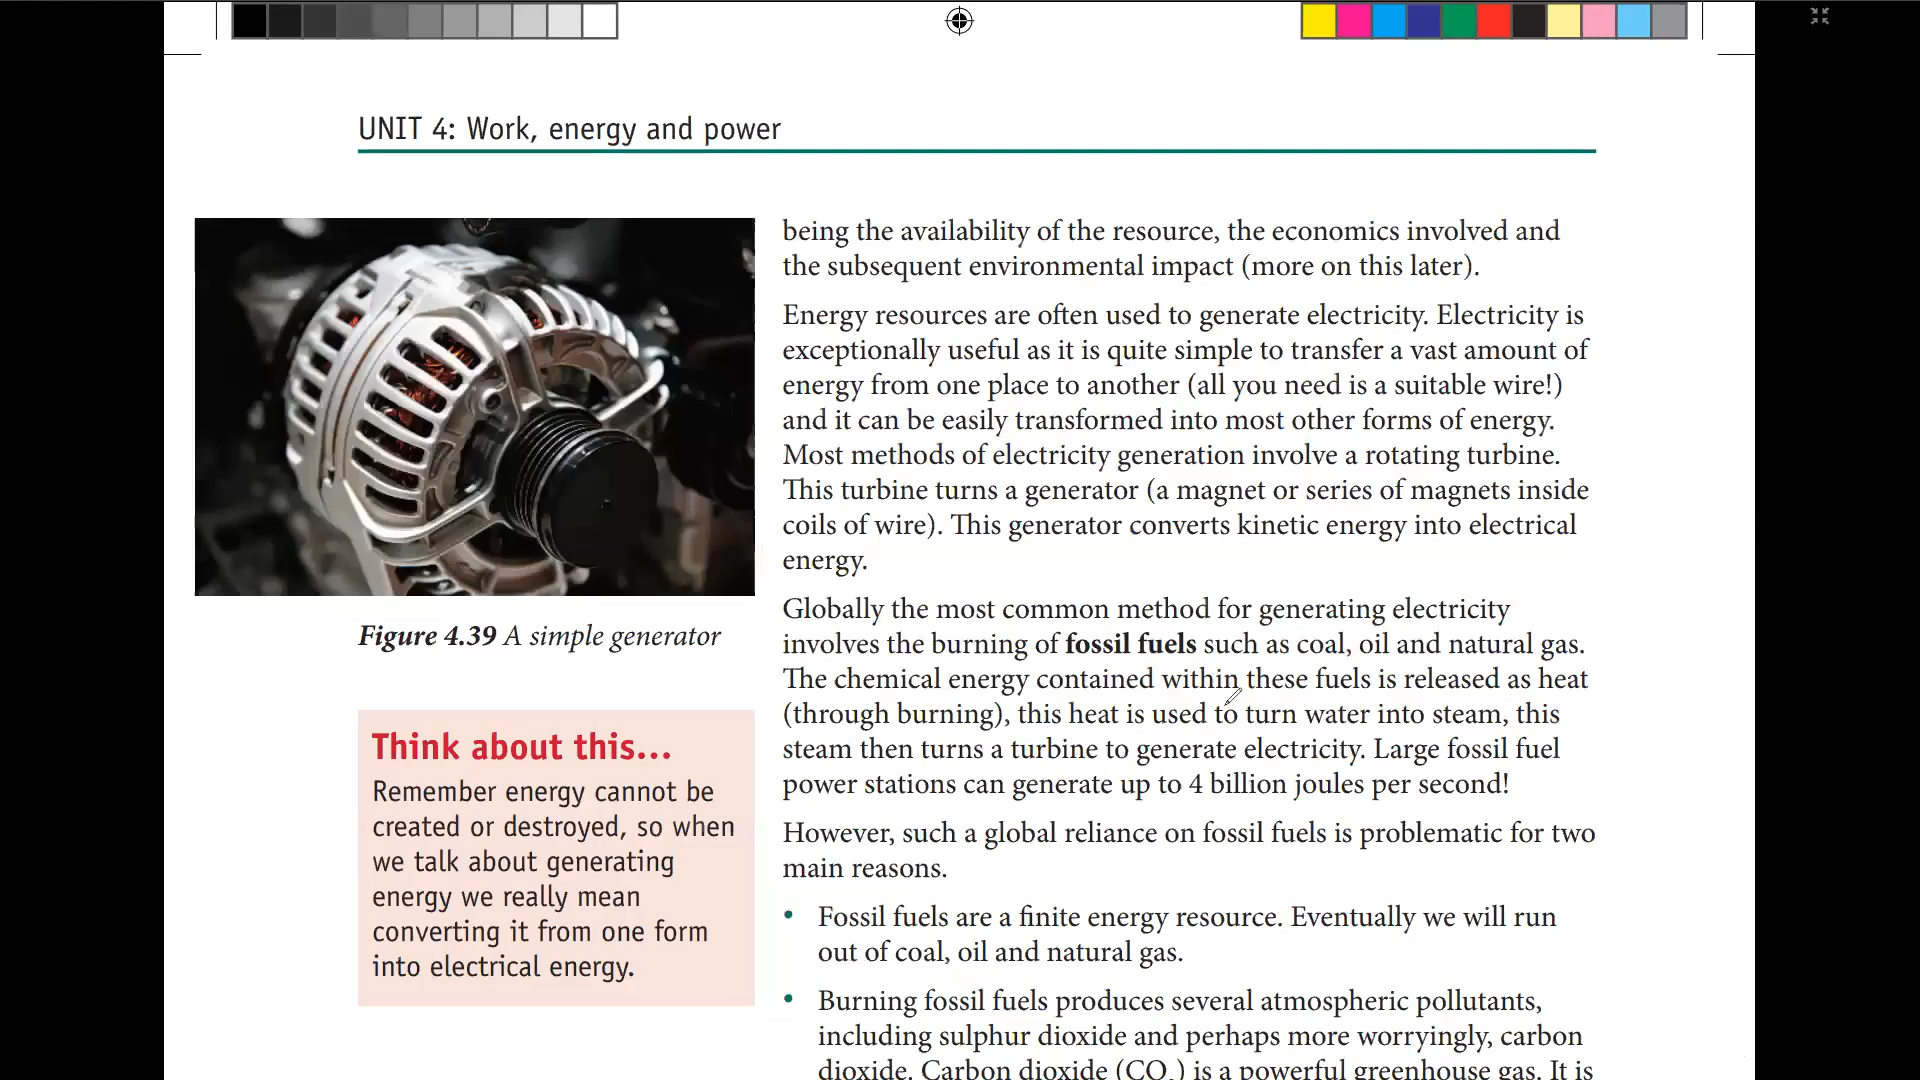 UNIT 4: Work, energy and power
being the availability of the resource, the economics involved and
the subsequent environmental impact (more on this later).
Energy resources are often used to generate electricity. Electricity is
exceptionally useful as it is quite simple to transfer a vast amount of
energy from one place to another (all you need is a suitable wire!)
and it can be easily transformed into most other forms of energy.
Most methods of electricity generation involve a rotating turbine.
This turbine turns a generator (a magnet or series of magnets inside
coils of wire). This generator converts kinetic energy into electrical
energy.
Globally the most common method for generating electricity
involves the burning of fossil fuels such as coal, oil and natural gas.
The chemical energy contained within these fuels is released as heat
(through burning), this heat is used to turn water into steam, this
steam then turns a turbine to generate electricity. Large fossil fuel
power stations can generate up to 4 billion joules per second!
However, such a global reliance on fossil fuels is problematic for two
main reasons.
• Fossil fuels are a finite energy resource. Eventually we will run
out of coal, oil and natural gas.
• Burning fossil fuels produces several atmospheric pollutants,
including sulphur dioxide and perhaps more worryingly, carbon
dioxide. Carbon dioxide (CO₂) is a powerful greenhouse gas. It is
Figure 4.39 A simple generator
Think about this...
Remember energy cannot be
created or destroyed, so when
we talk about generating
energy we really mean
converting it from one form
into electrical energy.